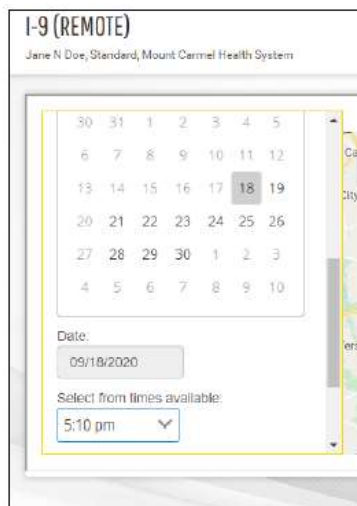 I-9 (REMOTE)
Jane N Doe, Standard, Mount Carmel Health System
30 31 1 2 3 4 5
6 7 8 9 10 11 12
13 14 15 16 17 18 19
20 21 22 23 24 25 26
27 28 29 30 1 2 3
4 5 6 7 8 9 10
Date:
09/18/2020
Select from times available:
5:10 pm